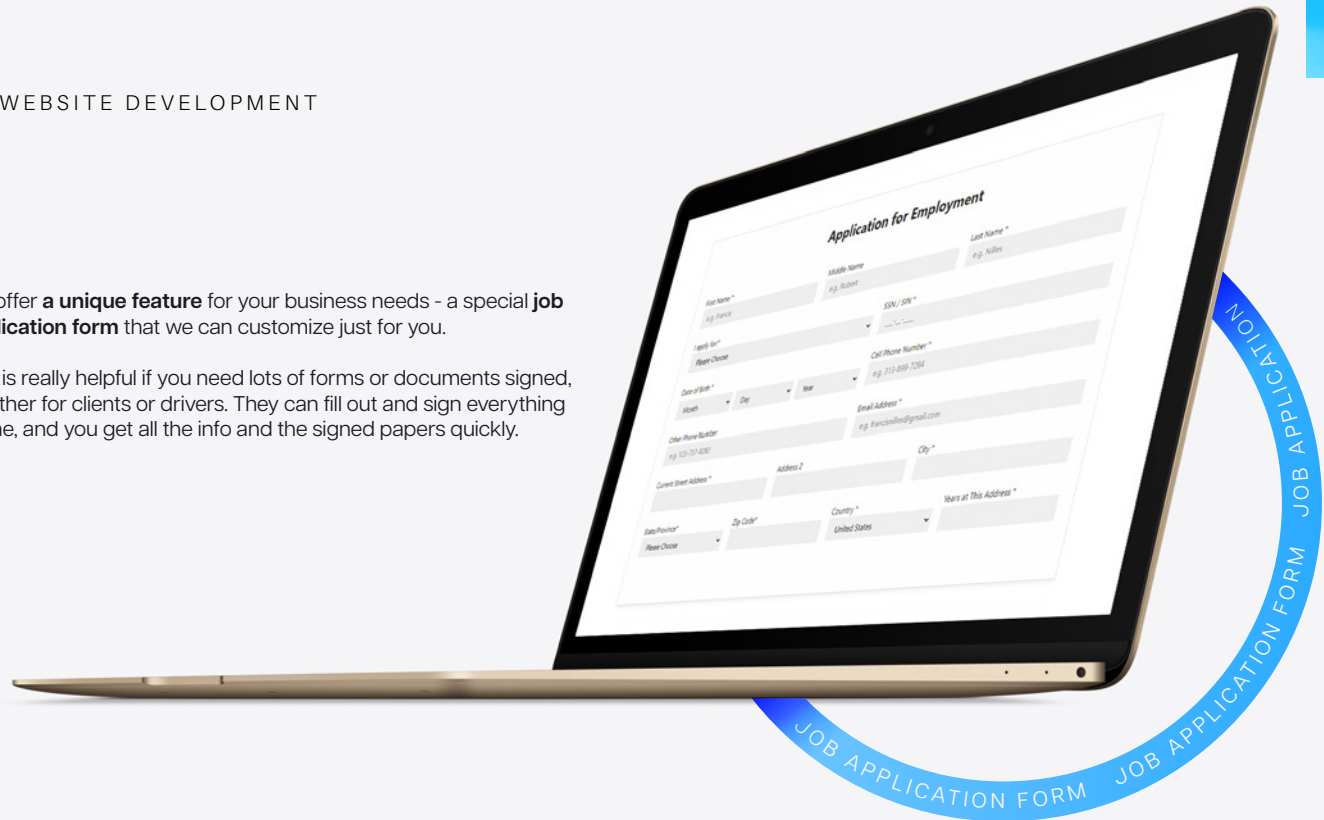 WEBSITE DEVELOPMENT
offer a unique feature for your business needs - a special job
lication form that we can customize just for you.
is really helpful if you need lots of forms or documents signed,
ther for clients or drivers. They can fill out and sign everything
ne, and you get all the info and the signed papers quickly.
Application for Employment
First Name * Middle Name Last Name *
e.g. Francis e.g. Robert e.g. Nilles
I apply for* SSN / SIN *
Please Choose __-__-____
Date of Birth * Cell Phone Number *
Month Day Year e.g. 313-899-7284
Other Phone Number Email Address *
e.g. 123-737-9282 e.g. francisnilles@gmail.com
Current Street Address * Address 2 City *
State/Province* Zip Code* Country * Years at This Address *
Please Choose United States
JOB APPLICATION FORM JOB APPLICATION FORM JOB APPLICATION